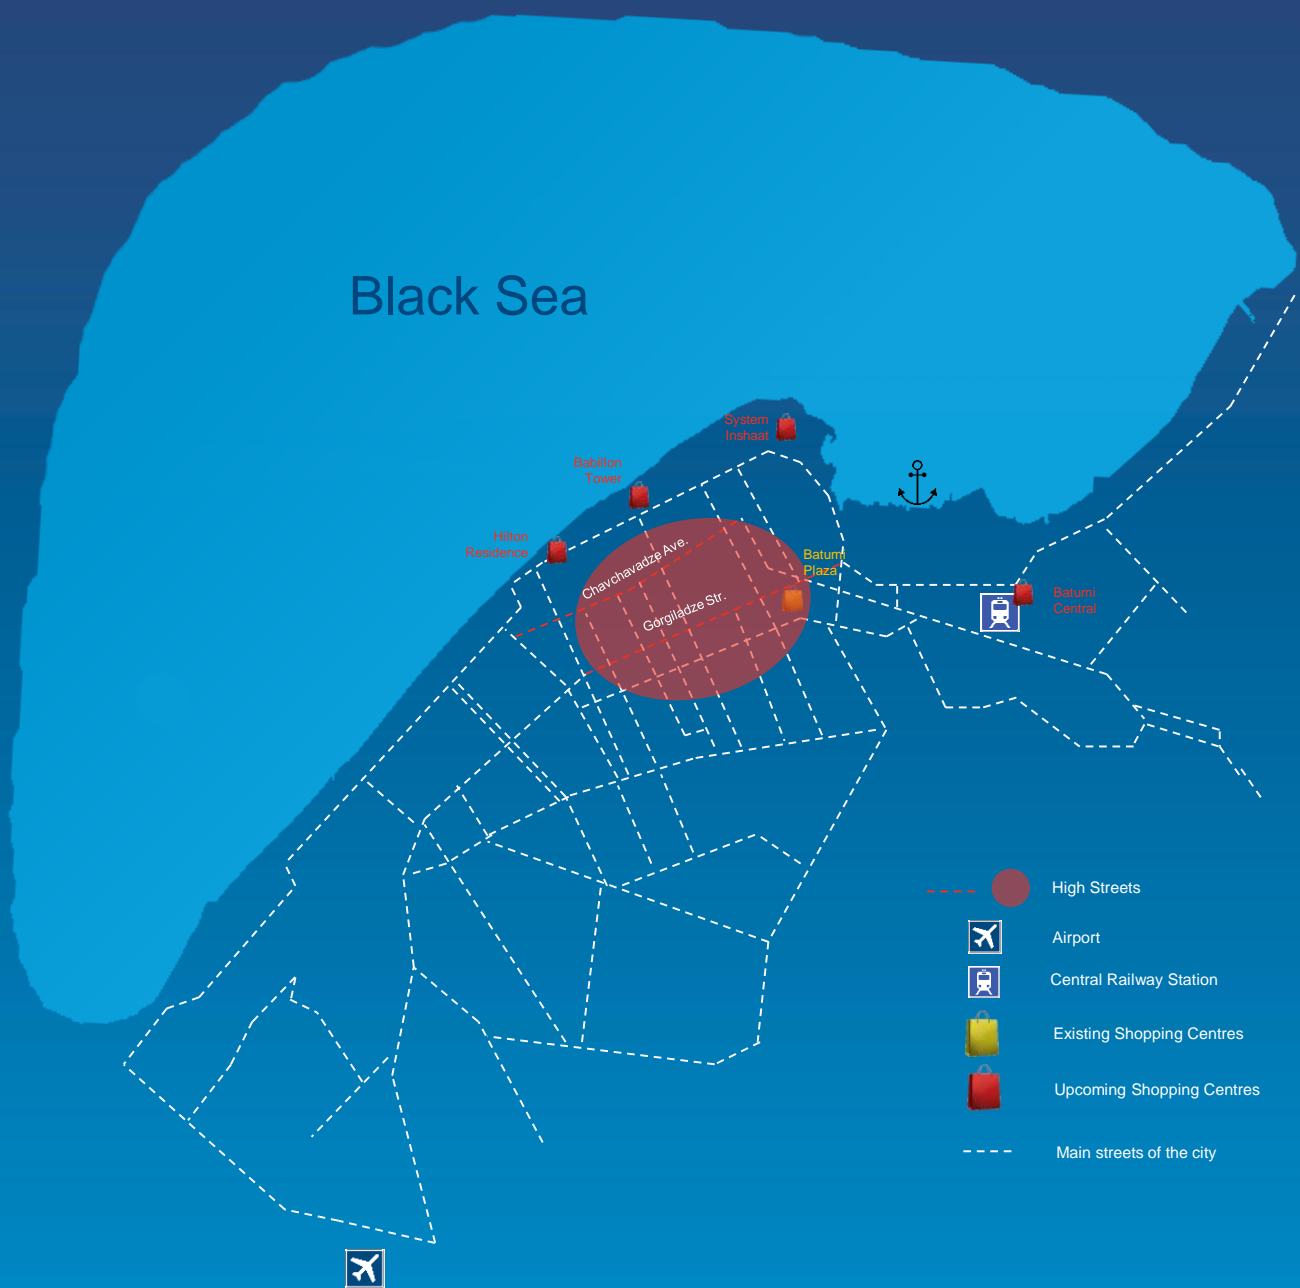 Black Sea
System
Inshaat
Babillon
Tower
Hilton
Residence
Chavchavadze Ave.
Gorgiladze Str.
Batumi
Plaza
Batumi
Central
High Streets
Airport
Central Railway Station
Existing Shopping Centres
Upcoming Shopping Centres
Main streets of the city